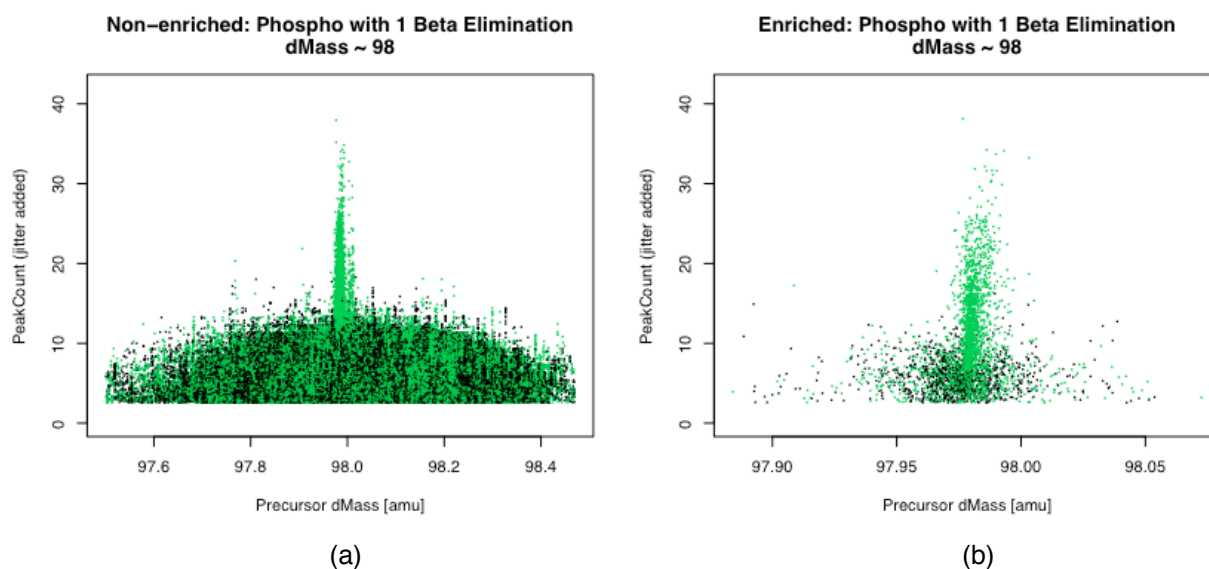 Non-enriched: Phospho with 1 Beta Elimination
dMass ~ 98
PeakCount (jitter added)
40
30
20
10
0
97.6
97.8
98.0
98.2
98.4
Precursor dMass [amu]
(a)
Enriched: Phospho with 1 Beta Elimination
dMass ~ 98
PeakCount (jitter added)
40
30
20
10
0
97.90
97.95
98.00
98.05
Precursor dMass [amu]
(b)